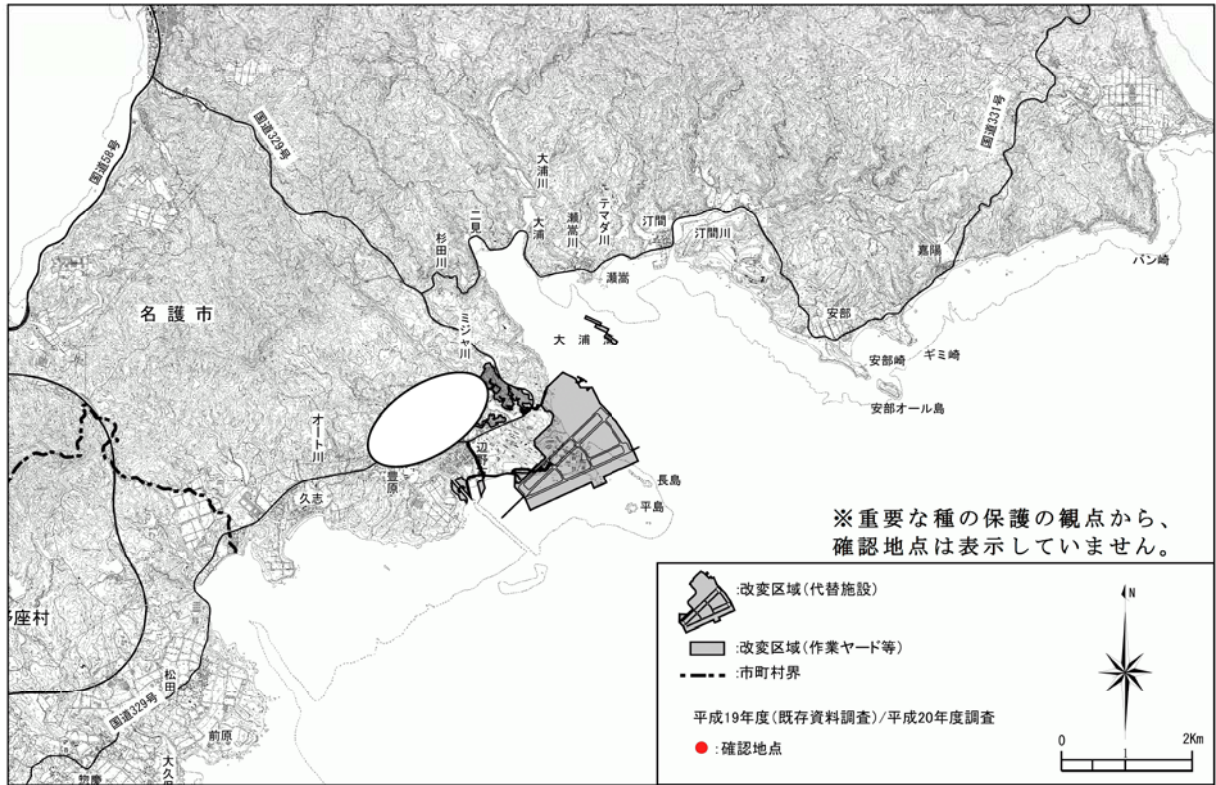 国道58号
国道329号
国道331号
大浦川
大浦
瀬嵩川
テマダ川
汀間
汀間川
二見
杉田川
瀬嵩
嘉陽
バン崎
安部
安部崎
ギミ崎
安部オール島
名護市
ミジャ川
大浦
オート川
辺野
豊原
久志
長島
平島
座村
松田
国道329号
前原
惣慶
※重要な種の保護の観点から、
確認地点は表示していません。
:改変区域(代替施設)
:改変区域(作業ヤード等)
:市町村界
平成19年度(既存資料調査)/平成20年度調査
:確認地点
N
0 1 2Km